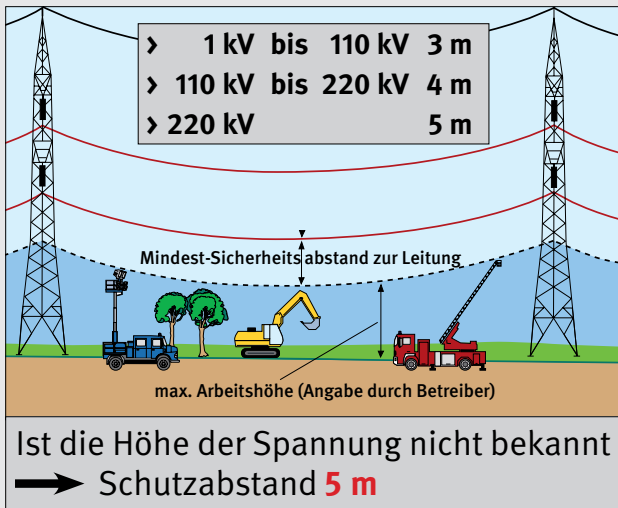 > 1 kV bis 110 kV 3 m
> 110 kV bis 220 kV 4 m
> 220 kV 5 m
Mindest-Sicherheitsabstand zur Leitung
max. Arbeitshöhe (Angabe durch Betreiber)
Ist die Höhe der Spannung nicht bekannt
Schutzabstand 5 m